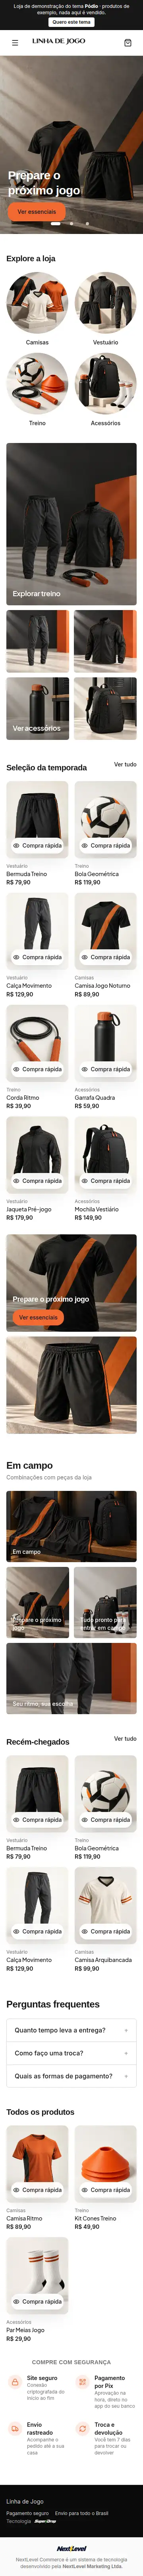 Loja de demonstração do tema Pódio · produtos de
exemplo, nada aqui é vendido.
Quero este tema
LINHA DE JOGO
Prepare o
próximo jogo
Ver essenciais
Explore a loja
Camisas
Vestuário
Treino
Acessórios
Explorar treino
Ver acessórios
Seleção da temporada
Ver tudo
Compra rápida
Compra rápida
Vestuário
Bermuda Treino
R$ 79,90
Treino
Bola Geométrica
R$ 119,90
Compra rápida
Compra rápida
Vestuário
Calça Movimento
R$ 129,90
Camisas
Camisa Jogo Noturno
R$ 89,90
Compra rápida
Compra rápida
Treino
Corda Ritmo
R$ 39,90
Acessórios
Garrafa Quadra
R$ 59,90
Compra rápida
Compra rápida
Vestuário
Jaqueta Pré-jogo
R$ 179,90
Acessórios
Mochila Vestiário
R$ 149,90
Prepare o próximo jogo
Ver essenciais
Em campo
Combinações com peças da loja
Em campo
Prepare o próximo
jogo
Tudo pronto para
entrar em campo
Seu ritmo, sua escolha
Recém-chegados
Ver tudo
Compra rápida
Compra rápida
Vestuário
Bermuda Treino
R$ 79,90
Treino
Bola Geométrica
R$ 119,90
Compra rápida
Compra rápida
Vestuário
Calça Movimento
R$ 129,90
Camisas
Camisa Arquibancada
R$ 99,90
Perguntas frequentes
Quanto tempo leva a entrega? +
Como faço uma troca? +
Quais as formas de pagamento? +
Todos os produtos
Compra rápida
Compra rápida
Camisas
Camisa Ritmo
R$ 89,90
Treino
Kit Cones Treino
R$ 49,90
Compra rápida
Acessórios
Par Meias Jogo
R$ 29,90
COMPRE COM SEGURANÇA
Site seguro
Conexão
criptografada do
início ao fim
Pagamento
por Pix
Aprovação na
hora, direto no
app do seu banco
Envio
rastreado
Acompanhe o
pedido até a sua
casa
Troca e
devolução
Você tem 7 dias
para trocar ou
devolver
Linha de Jogo
Pagamento seguro Envio para todo o Brasil
Tecnologia
NextLevel
NextLevel Ecommerce é um sistema de tecnologia
desenvolvido pela NextLevel Marketing Ltda.